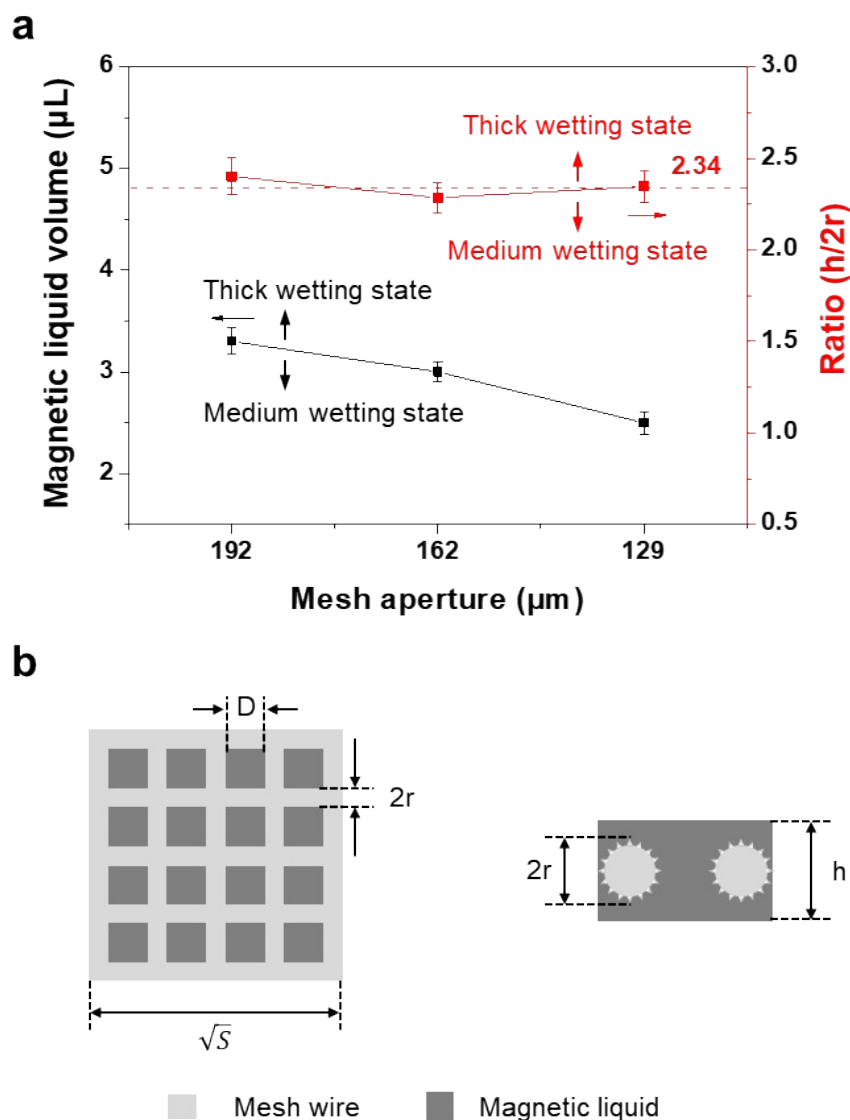 a
Magnetic liquid volume (µL)
6
5
4
3
2
3.0
2.5
2.0
1.5
1.0
0.5
Ratio (h/2r)
Thick wetting state
2.34
Medium wetting state
Thick wetting state
Medium wetting state
192
162
129
Mesh aperture (µm)
b
D
2r
√S
2r
h
Mesh wire
Magnetic liquid